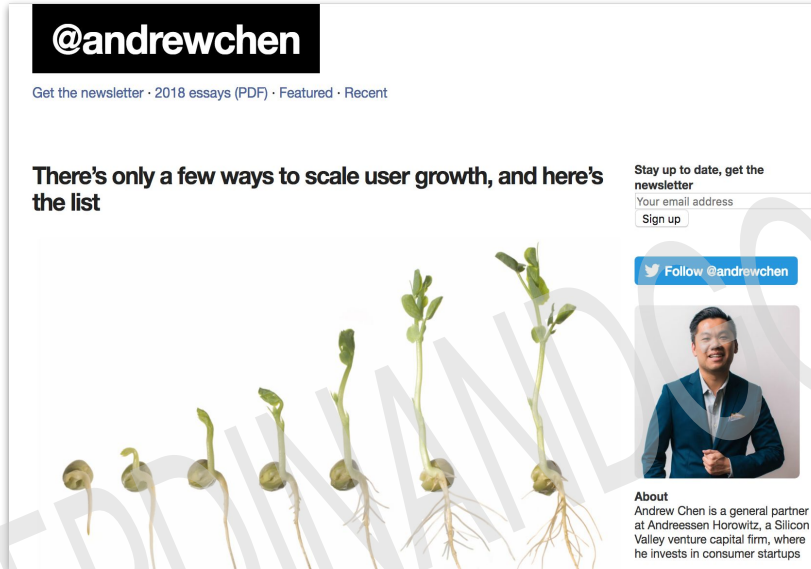 @andrewchen
Get the newsletter · 2018 essays (PDF) · Featured · Recent
There's only a few ways to scale user growth, and here's
the list
Stay up to date, get the
newsletter
Your email address
Sign up
Follow @andrewchen
About
Andrew Chen is a general partner
at Andreessen Horowitz, a Silicon
Valley venture capital firm, where
he invests in consumer startups